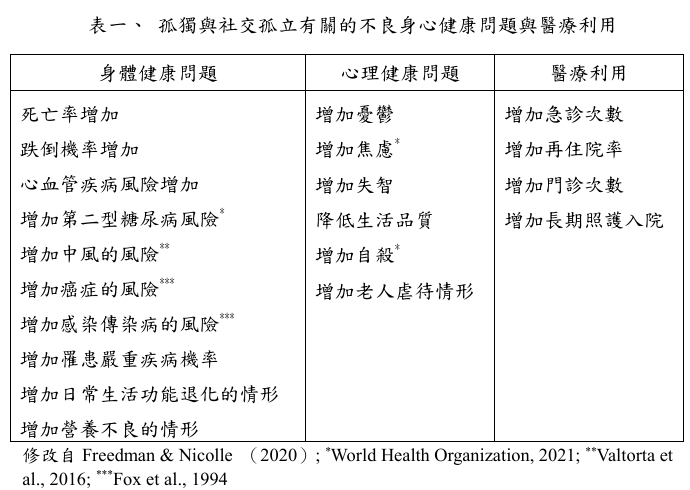 表一、 孤獨與社交孤立有關的不良身心健康問題與醫療利用
身體健康問題
心理健康問題
醫療利用
死亡率增加
跌倒機率增加
心血管疾病風險增加
增加第二型糖尿病風險*
增加中風的風險**
增加癌症的風險***
增加感染傳染病的風險***
增加罹患嚴重疾病機率
增加日常生活功能退化的情形
增加營養不良的情形
增加憂鬱
增加焦慮*
增加失智
降低生活品質
增加自殺*
增加老人虐待情形
增加急診次數
增加再住院率
增加門診次數
增加長期照護入院
修改自 Freedman & Nicolle （2020）; *World Health Organization, 2021; **Valtorta et
al., 2016; ***Fox et al., 1994